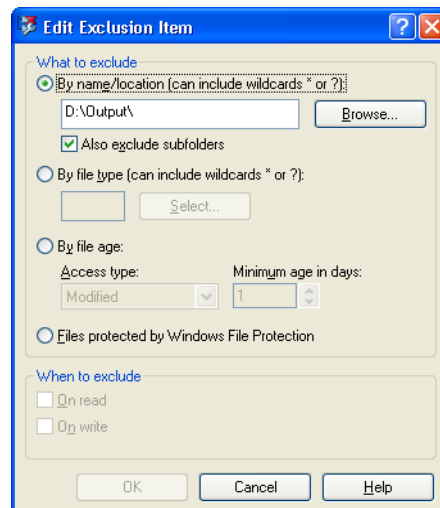 Edit Exclusion Item
What to exclude
By name/location (can include wildcards * or ?):
D:\Output\
Browse...
Also exclude subfolders
By file type (can include wildcards * or ?):
Select...
By file age:
Access type: Minimum age in days:
Modified 1
Files protected by Windows File Protection
When to exclude
On read
On write
OK Cancel Help